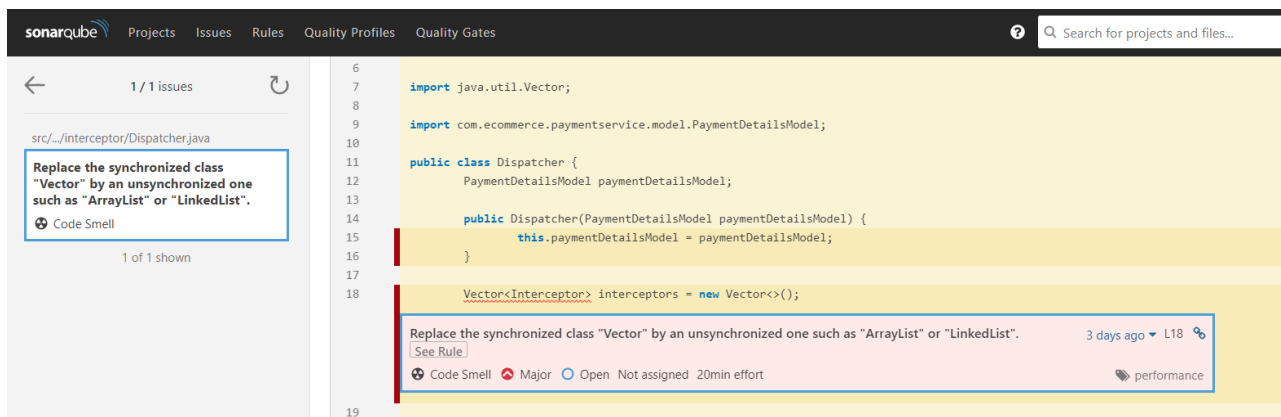 sonarqube Projects Issues Rules Quality Profiles Quality Gates ? Search for projects and files...
1 / 1 issues
src/.../interceptor/Dispatcher.java
Replace the synchronized class
"Vector" by an unsynchronized one
such as "ArrayList" or "LinkedList".
Code Smell
1 of 1 shown
6
7 import java.util.Vector;
8
9 import com.ecommerce.paymentservice.model.PaymentDetailsModel;
10
11 public class Dispatcher {
12 PaymentDetailsModel paymentDetailsModel;
13
14 public Dispatcher(PaymentDetailsModel paymentDetailsModel) {
15 this.paymentDetailsModel = paymentDetailsModel;
16 }
17
18 Vector<Interceptor> interceptors = new Vector<>();
Replace the synchronized class "Vector" by an unsynchronized one such as "ArrayList" or "LinkedList". 3 days ago L18
See Rule
Code Smell Major Open Not assigned 20min effort performance
19